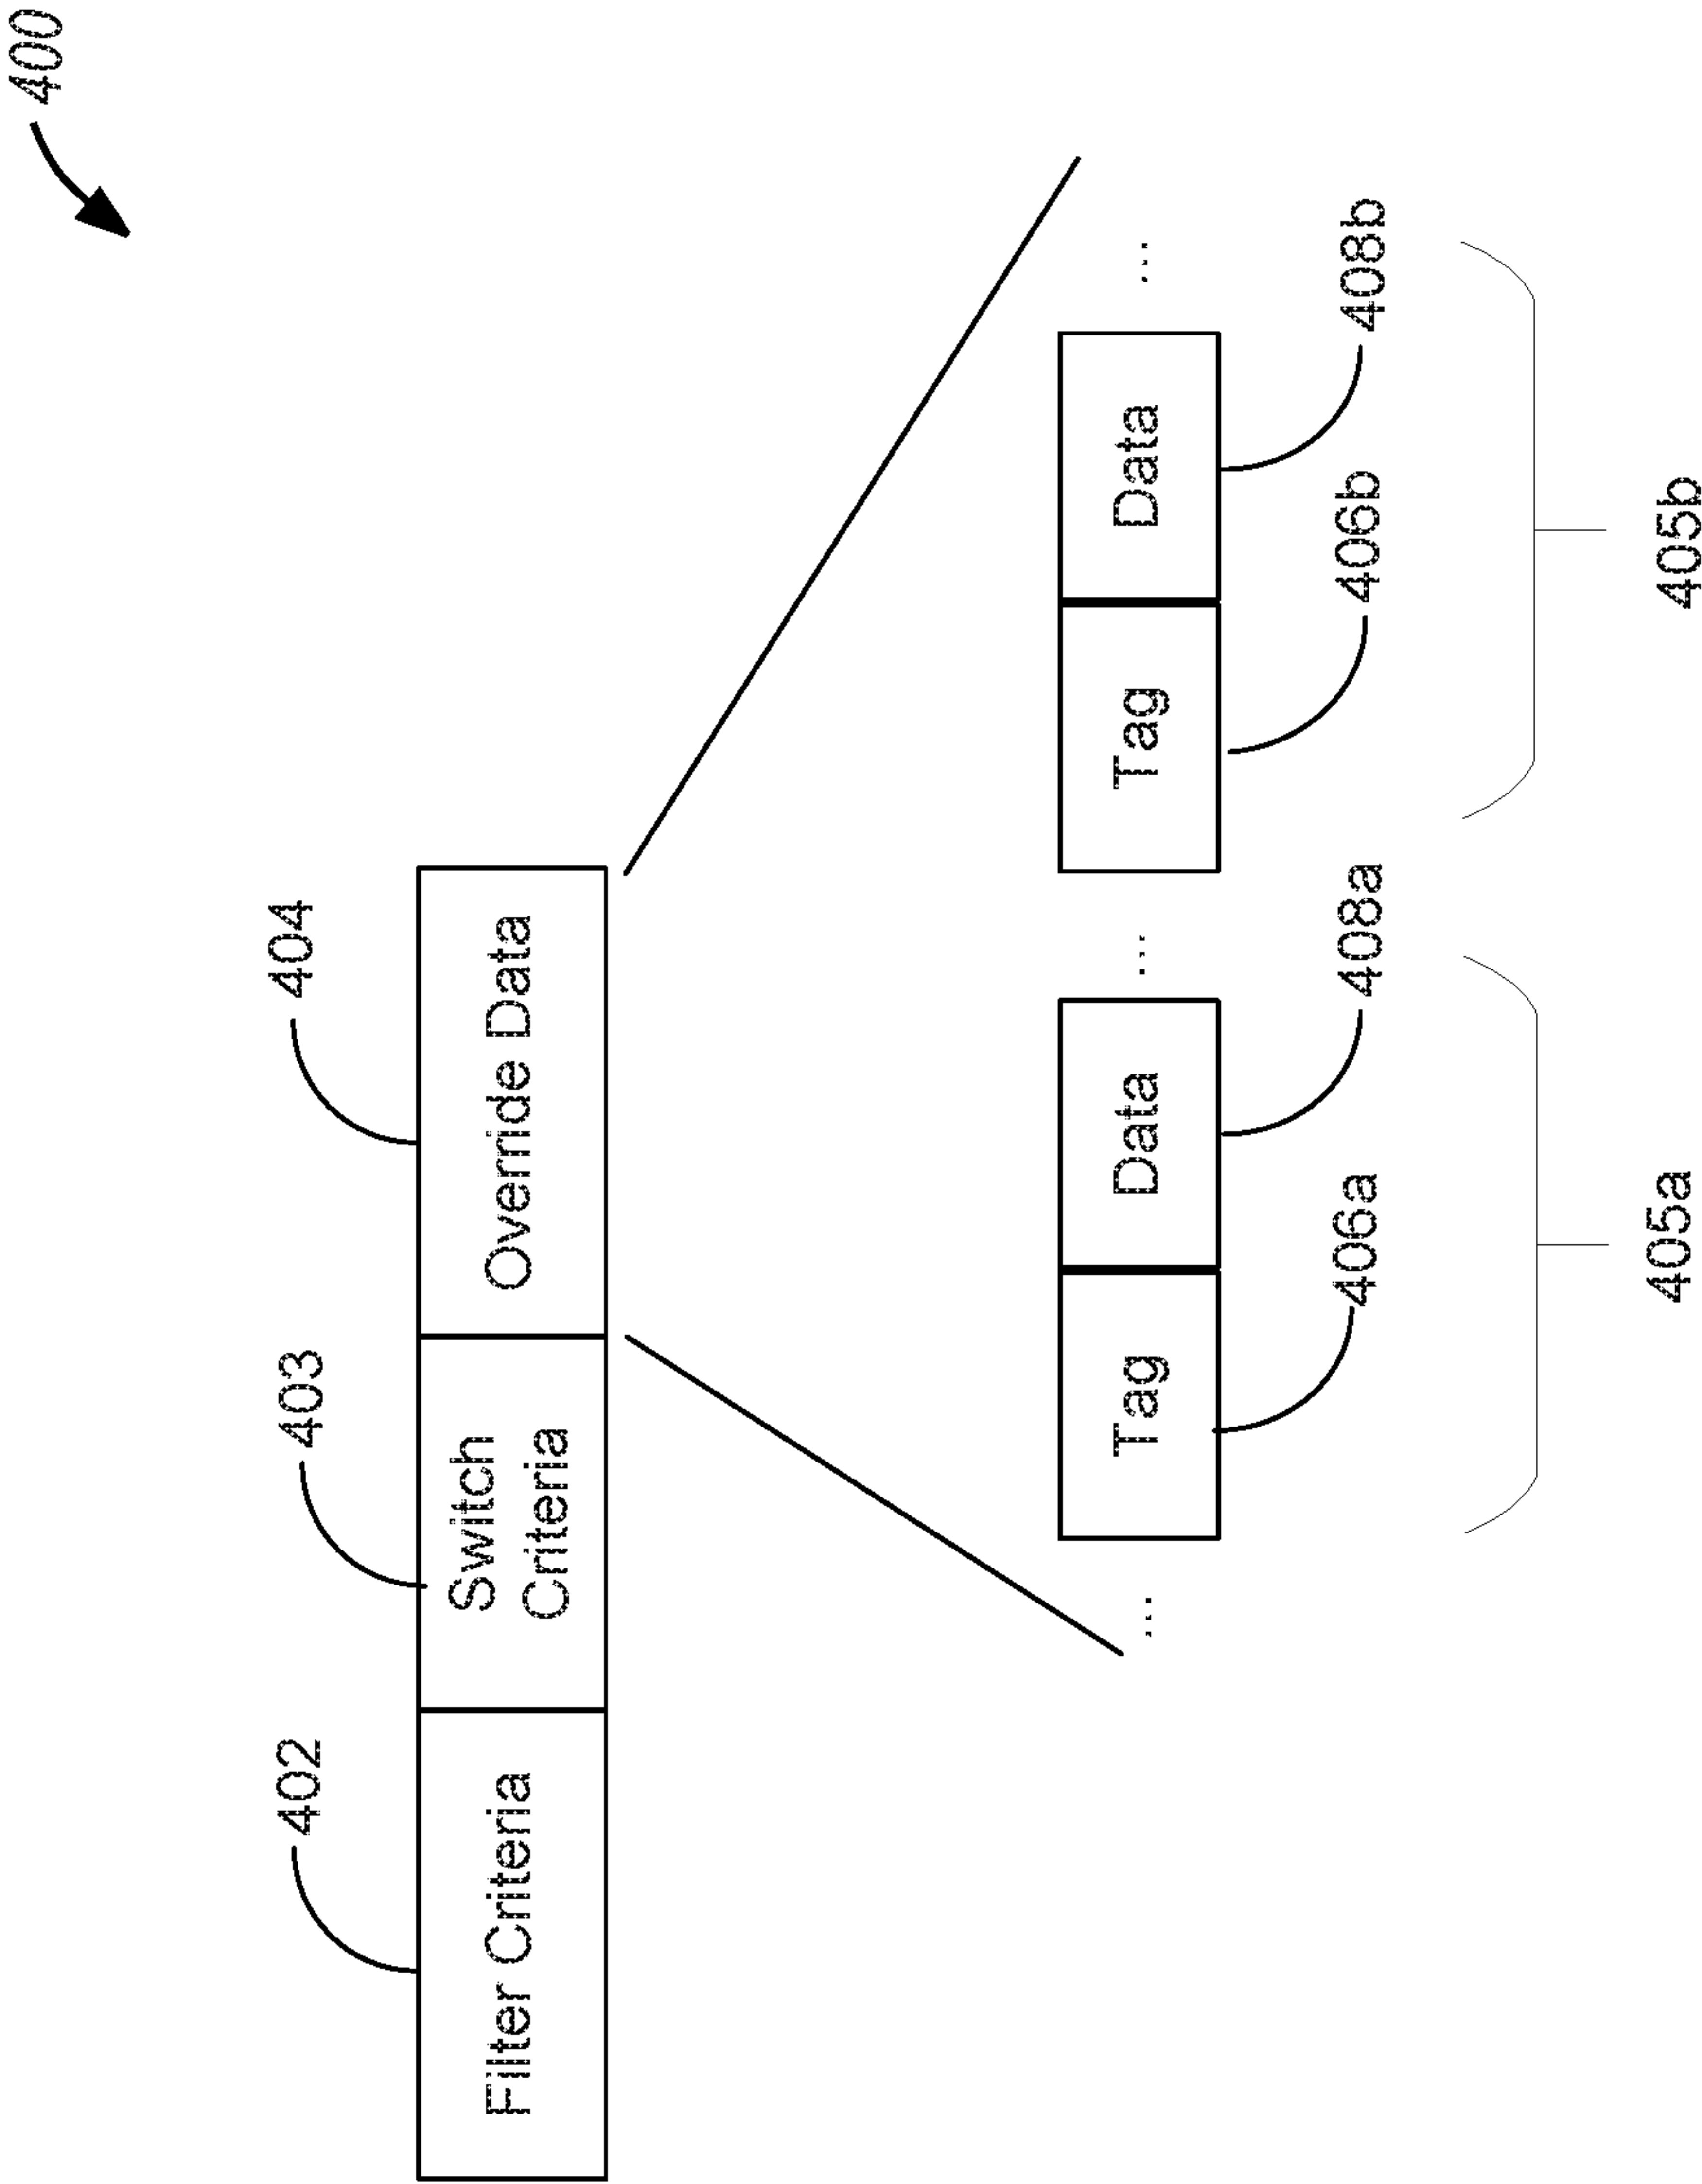 400
402
403
404
Filter Criteria
Switch
Criteria
Override Data
...
Tag
Data
...
Tag
Data
...
406a
408a
406b
408b
405a
405b